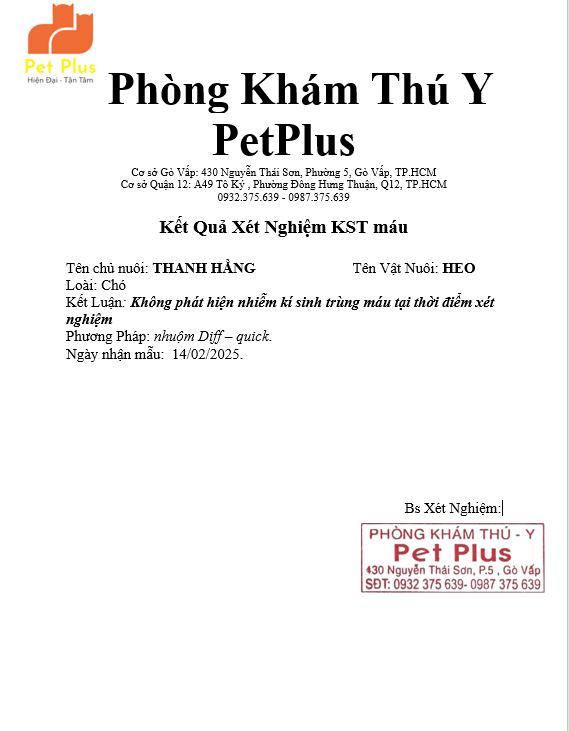 Pet Plus
Hiện Đại - Tận Tâm
Phòng Khám Thú Y
PetPlus
Cơ sở Gò Vấp: 430 Nguyễn Thái Sơn, Phường 5, Gò Vấp, TP.HCM
Cơ sở Quận 12: A49 Tô Ký , Phường Đông Hưng Thuận, Q12, TP.HCM
0932.375.639 - 0987.375.639
Kết Quả Xét Nghiệm KST máu
Tên chủ nuôi: THANH HẰNG Tên Vật Nuôi: HEO
Loài: Chó
Kết Luận: Không phát hiện nhiễm kí sinh trùng máu tại thời điểm xét
nghiệm
Phương Pháp: nhuộm Diff – quick.
Ngày nhận mẫu: 14/02/2025.
Bs Xét Nghiệm:
PHÒNG KHÁM THÚ - Y
Pet Plus
430 Nguyễn Thái Sơn, P.5 , Gò Vấp
SĐT: 0932 375 639- 0987 375 639